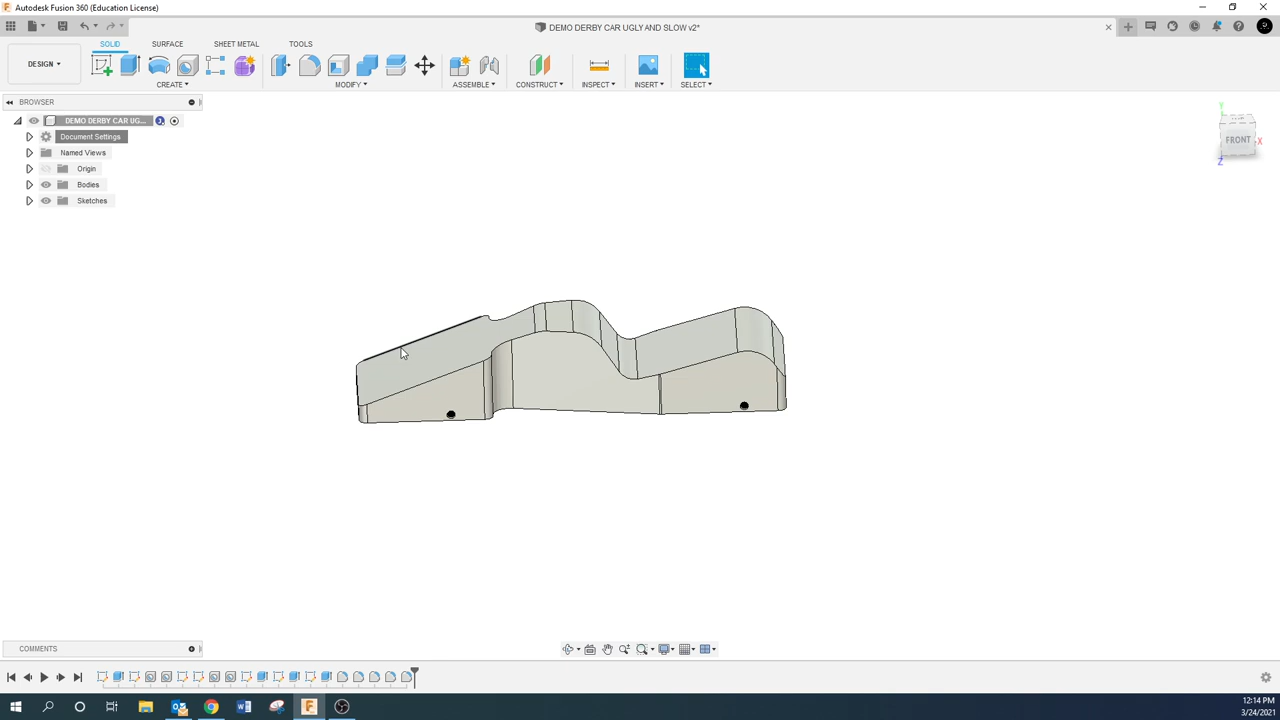 Autodesk Fusion 360 (Education License)
DEMO DERBY CAR UGLY AND SLOW v2*
SOLID SURFACE SHEET METAL TOOLS
DESIGN
CREATE MODIFY ASSEMBLE CONSTRUCT INSPECT INSERT SELECT
BROWSER
DEMO DERBY CAR UG...
Document Settings
Named Views
Origin
Bodies
Sketches
Y
FRONT
X
Z
COMMENTS
12:14 PM
3/24/2021